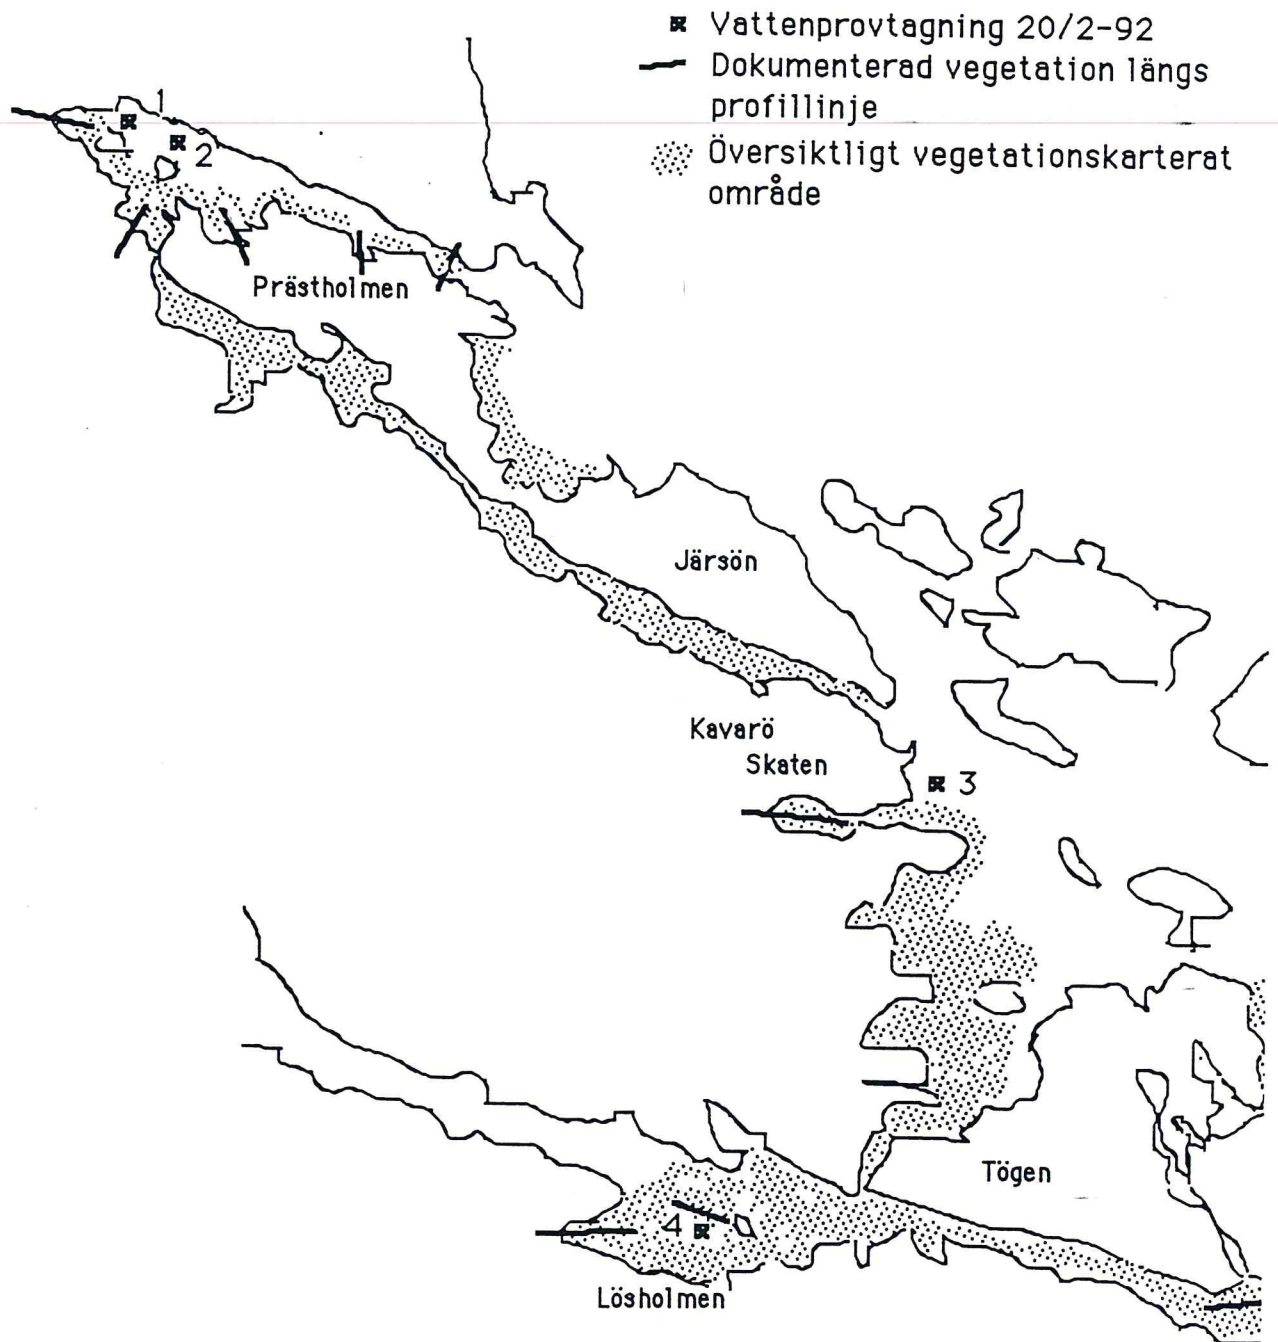 Vattenprovtagning 20/2-92
Dokumenterad vegetation längs
profillinje
Översiktligt vegetationskarterat
område
1
2
Prästholmen
Järsön
Kavarö
Skaten
3
Tögen
4
Lösholmen